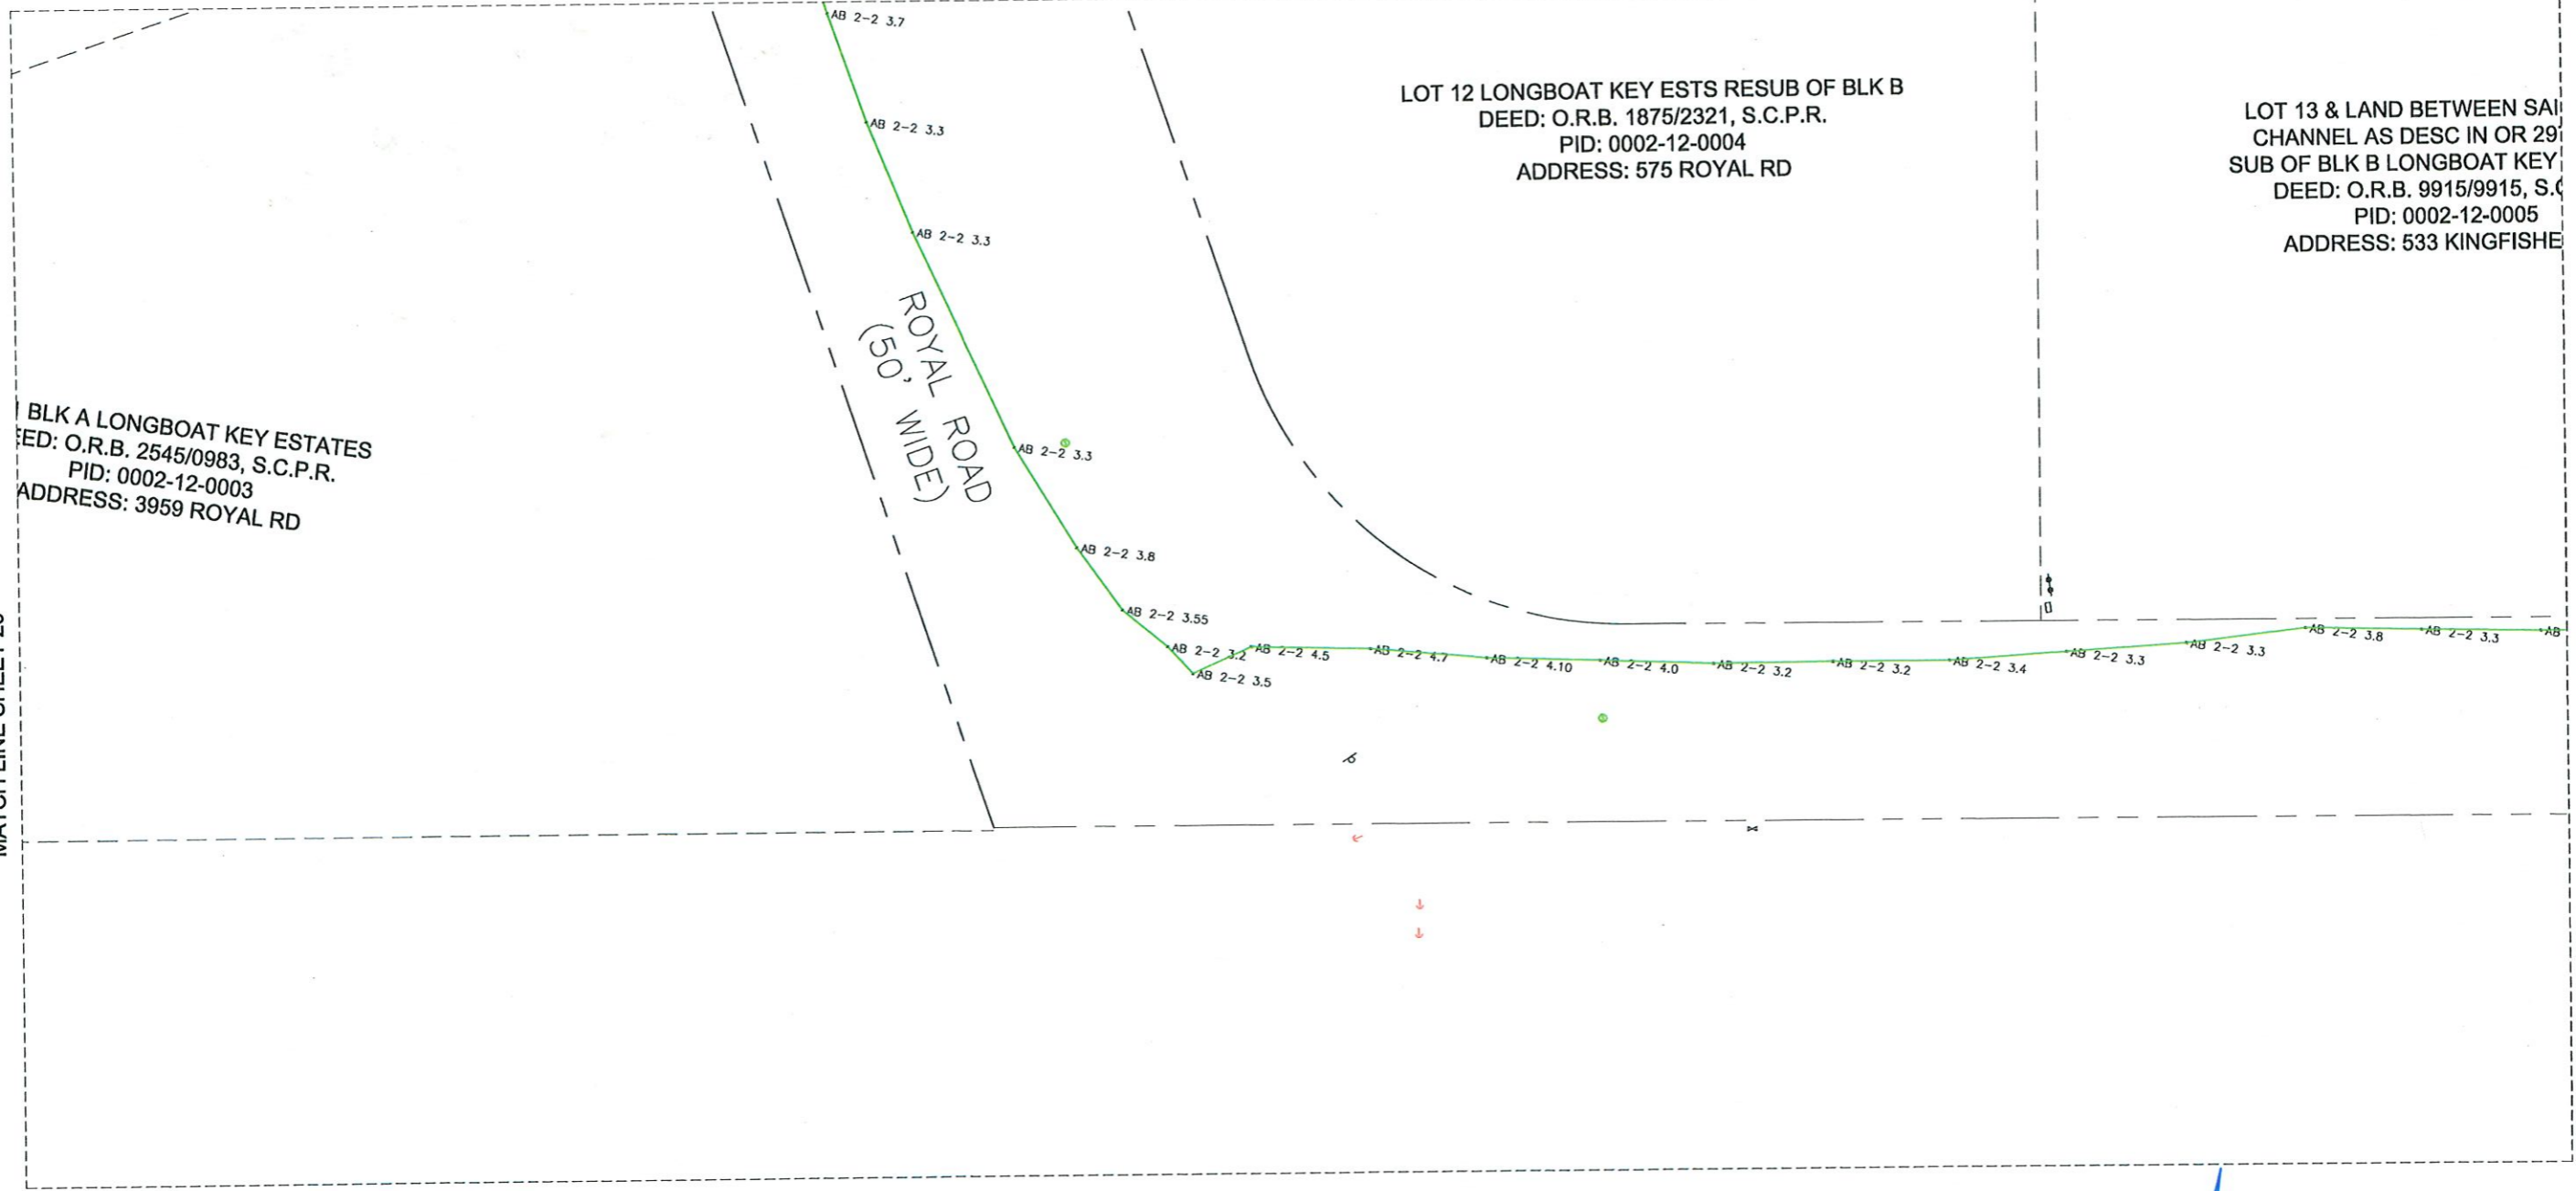 AB 2-2 3.7
AB 2-2 3.3
AB 2-2 3.3
LOT 12 LONGBOAT KEY ESTS RESUB OF BLK B
DEED: O.R.B. 1875/2321, S.C.P.R.
PID: 0002-12-0004
ADDRESS: 575 ROYAL RD
LOT 13 & LAND BETWEEN SAI
CHANNEL AS DESC IN OR 29
SUB OF BLK B LONGBOAT KEY
DEED: O.R.B. 9915/9915, S.
PID: 0002-12-0005
ADDRESS: 533 KINGFISHE
ROYAL ROAD
(50' WIDE)
BLK A LONGBOAT KEY ESTATES
ED: O.R.B. 2545/0983, S.C.P.R.
PID: 0002-12-0003
ADDRESS: 3959 ROYAL RD
AB 2-2 3.3
AB 2-2 3.8
AB 2-2 3.55
AB 2-2 3.2
AB 2-2 3.5
AB 2-2 4.5
AB 2-2 4.7
AB 2-2 4.10
AB 2-2 4.0
AB 2-2 3.2
AB 2-2 3.2
AB 2-2 3.4
AB 2-2 3.3
AB 2-2 3.3
AB 2-2 3.8
AB 2-2 3.3
AB